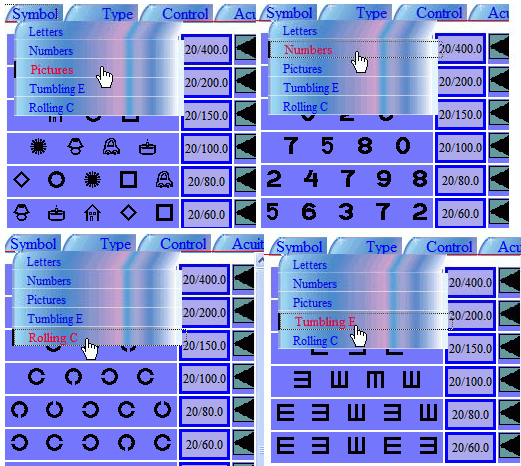 Symbol Type Control Acui
Letters
Numbers
Pictures
Tumbling E
Rolling C
20/400.0
20/200.0
20/150.0
20/100.0
20/80.0
20/60.0
Symbol Type Control Acuit
Letters
Numbers
Pictures
Tumbling E
Rolling C
20/400.0
20/200.0
20/150.0
7 5 8 0 20/100.0
2 4 7 9 8 20/80.0
5 6 3 7 2 20/60.0
Symbol Type Control Acuit
Letters
Numbers
Pictures
Tumbling E
Rolling C
20/400.0
20/200.0
20/150.0
20/100.0
20/80.0
20/60.0
Symbol Type Control Acuit
Letters
Numbers
Pictures
Tumbling E
Rolling C
20/400.0
20/200.0
20/150.0
20/100.0
20/80.0
20/60.0